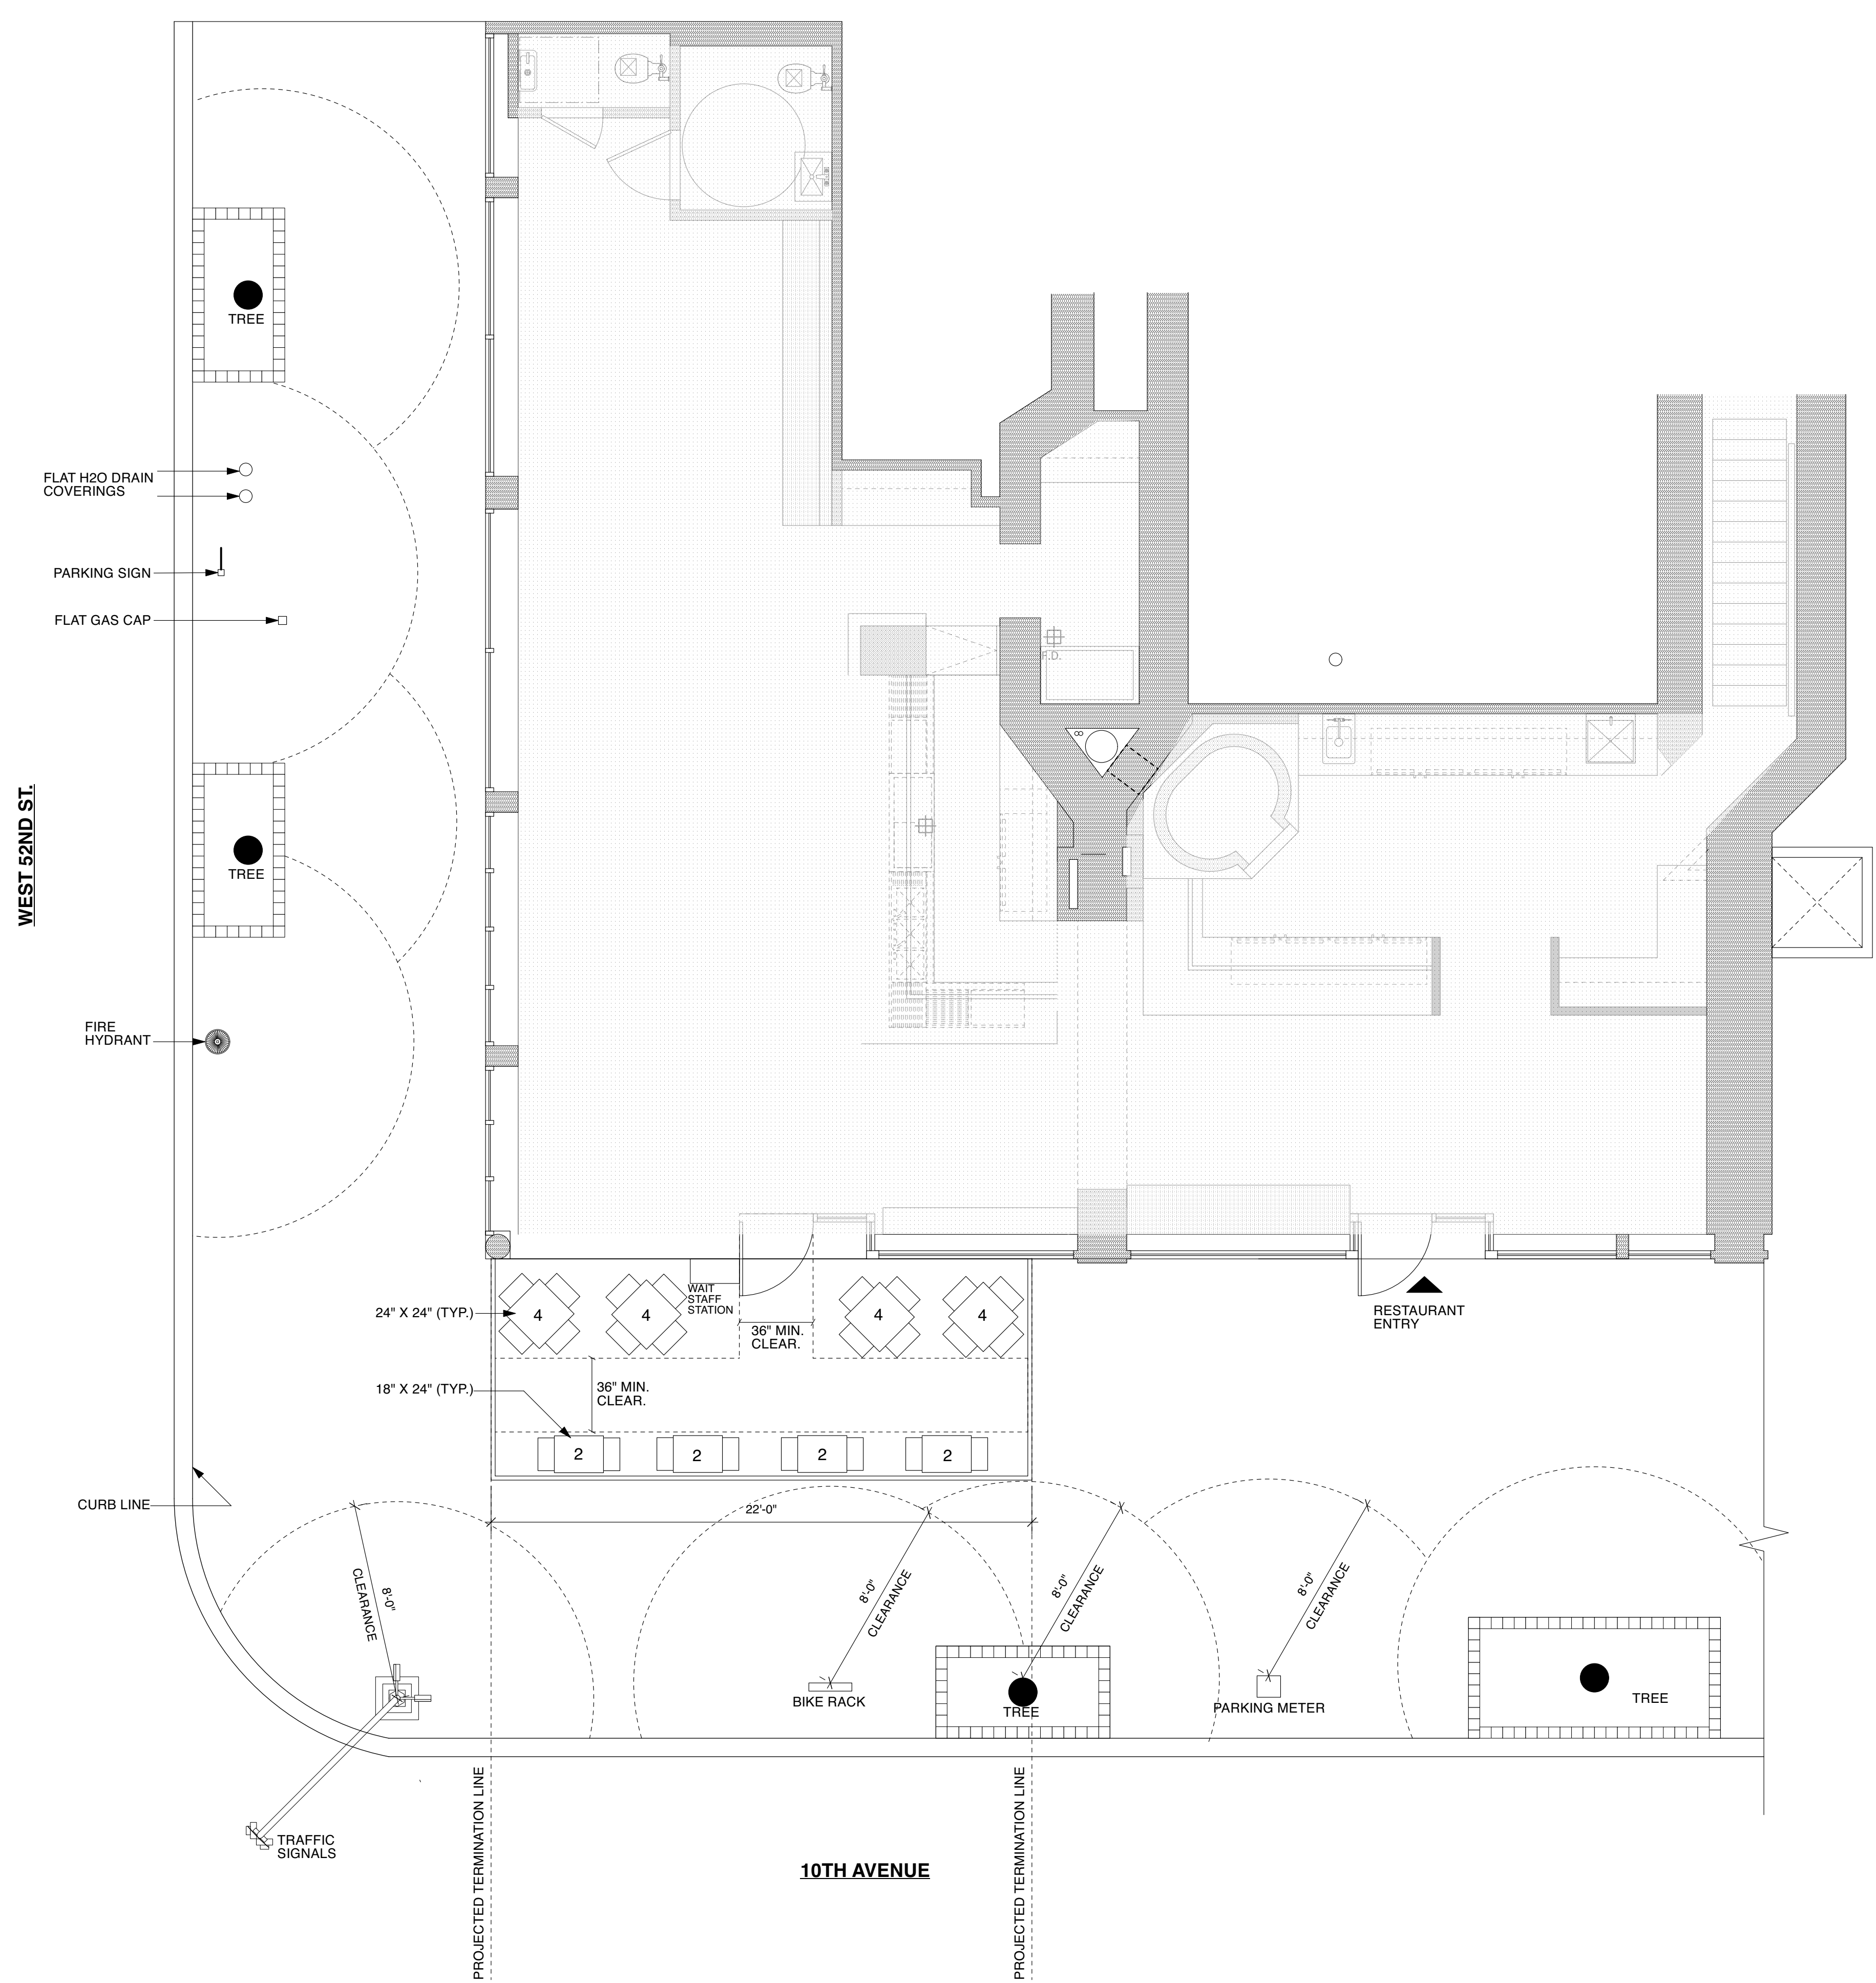 TREE
FLAT H2O DRAIN
COVERINGS
PARKING SIGN
FLAT GAS CAP
F.D.
WEST 52ND ST.
TREE
FIRE
HYDRANT
24" X 24" (TYP.)
4
4
WAIT
STAFF
STATION
4
4
36" MIN.
CLEAR.
RESTAURANT
ENTRY
18" X 24" (TYP.)
36" MIN.
CLEAR.
2
2
2
2
CURB LINE
22'-0"
8'-0"
CLEARANCE
8'-0"
CLEARANCE
8'-0"
CLEARANCE
8'-0"
CLEARANCE
BIKE RACK
TREE
PARKING METER
TREE
PROJECTED TERMINATION LINE
PROJECTED TERMINATION LINE
TRAFFIC
SIGNALS
10TH AVENUE